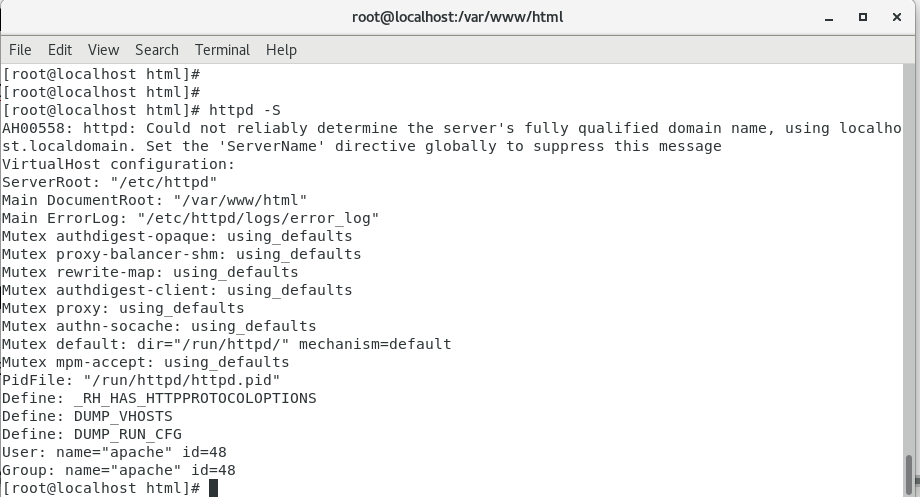 root@localhost:/var/www/html
File Edit View Search Terminal Help
[root@localhost html]#
[root@localhost html]#
[root@localhost html]# httpd -S
AH00558: httpd: Could not reliably determine the server's fully qualified domain name, using localho
st.localdomain. Set the 'ServerName' directive globally to suppress this message
VirtualHost configuration:
ServerRoot: "/etc/httpd"
Main DocumentRoot: "/var/www/html"
Main ErrorLog: "/etc/httpd/logs/error_log"
Mutex authdigest-opaque: using_defaults
Mutex proxy-balancer-shm: using_defaults
Mutex rewrite-map: using_defaults
Mutex authdigest-client: using_defaults
Mutex proxy: using_defaults
Mutex authn-socache: using_defaults
Mutex default: dir="/run/httpd/" mechanism=default
Mutex mpm-accept: using_defaults
PidFile: "/run/httpd/httpd.pid"
Define: _RH_HAS_HTTPPROTOCOLOPTIONS
Define: DUMP_VHOSTS
Define: DUMP_RUN_CFG
User: name="apache" id=48
Group: name="apache" id=48
[root@localhost html]#